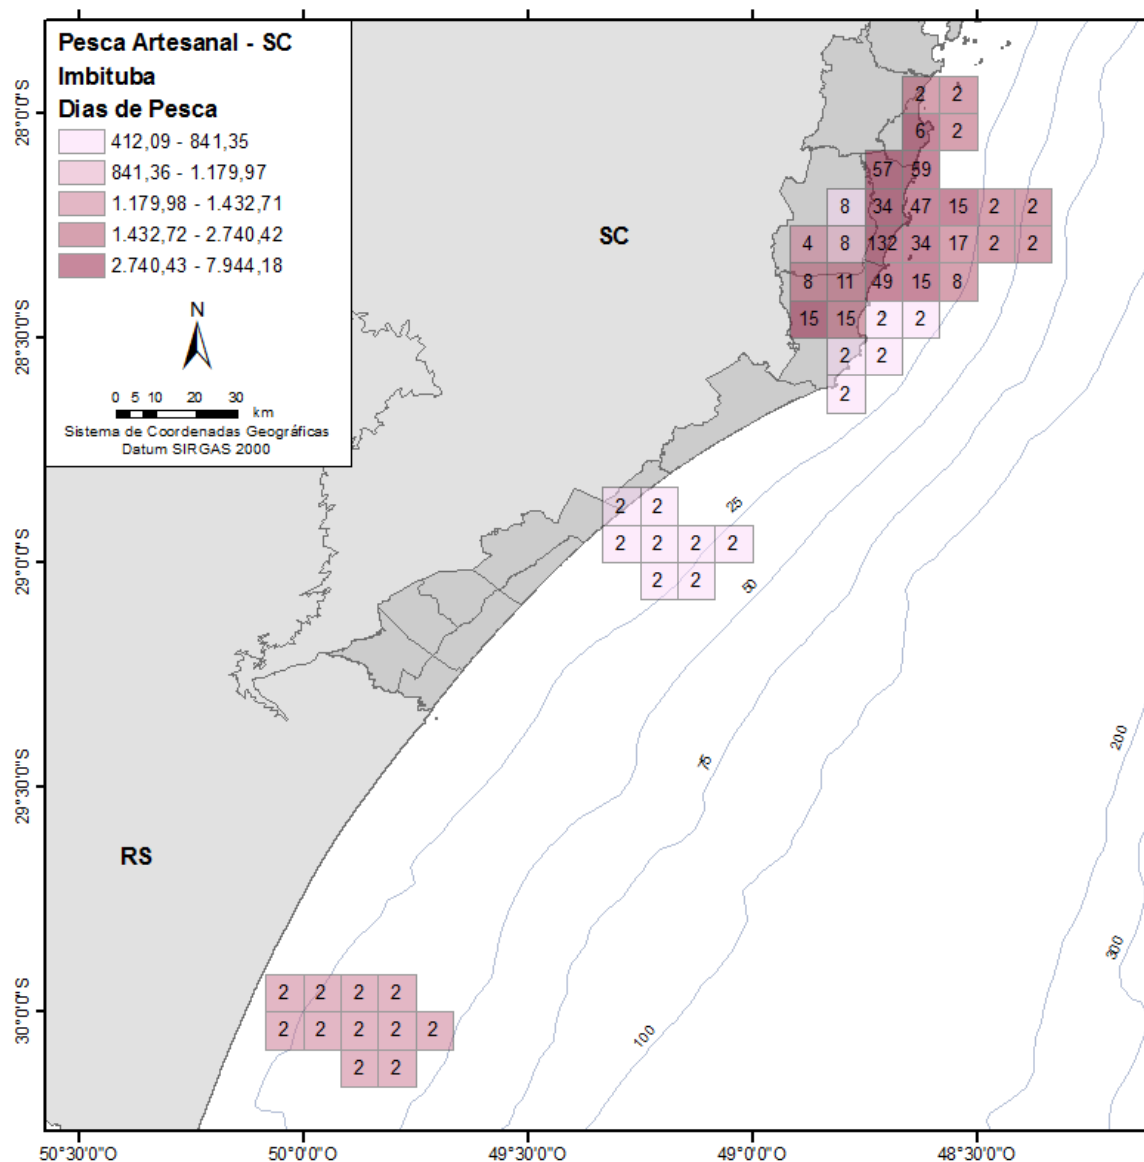 Pesca Artesanal - SC
Imbituba
Dias de Pesca
412,09 - 841,35
841,36 - 1.179,97
1.179,98 - 1.432,71
1.432,72 - 2.740,42
2.740,43 - 7.944,18
N
0 5 10 20 30 km
Sistema de Coordenadas Geográficas
Datum SIRGAS 2000
SC
RS
2 2
6 2
57 59
8 34 47 15 2 2
4 8 132 34 17 2 2
8 11 49 15 8
15 15 2 2
2 2
2
2 2
2 2 2 2
2 2
2 2 2 2
2 2 2 2 2
2 2
25
50
75
100
200
300
28°0'0"S
28°30'0"S
29°0'0"S
29°30'0"S
30°0'0"S
50°30'0"O 50°0'0"O 49°30'0"O 49°0'0"O 48°30'0"O